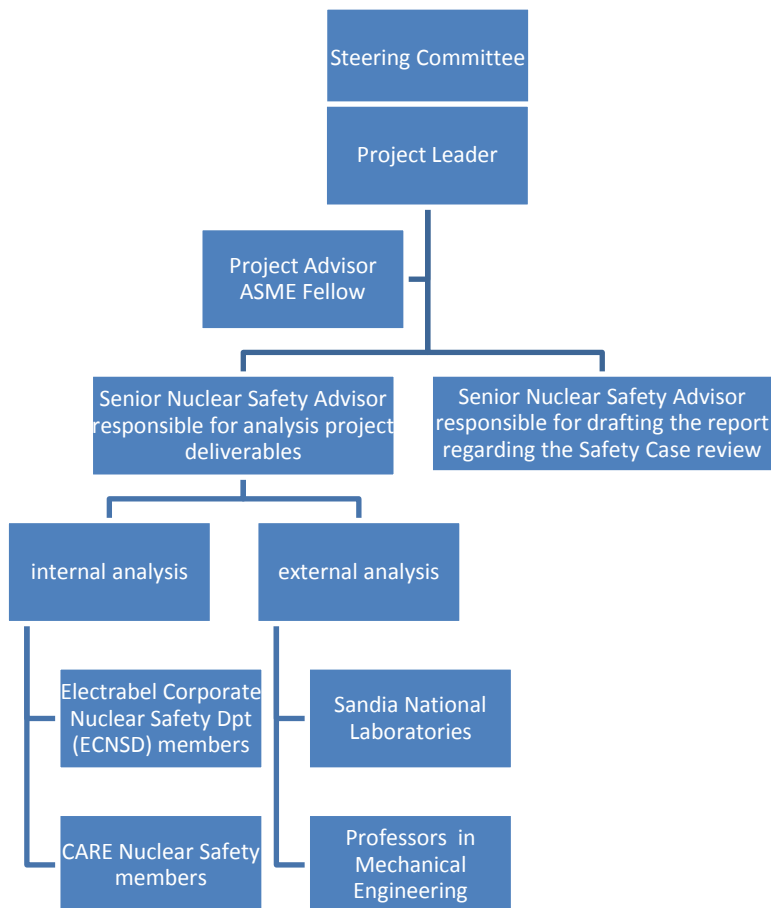 Steering Committee
Project Leader
Project Advisor
ASME Fellow
Senior Nuclear Safety Advisor
responsible for analysis project
deliverables
Senior Nuclear Safety Advisor
responsible for drafting the report
regarding the Safety Case review
internal analysis
external analysis
Electrabel Corporate
Nuclear Safety Dpt
(ECNSD) members
Sandia National
Laboratories
CARE Nuclear Safety
members
Professors in
Mechanical
Engineering